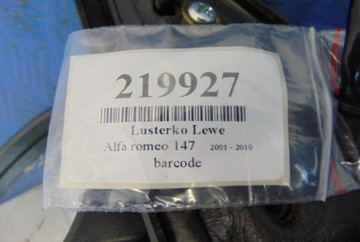 219927
Lusterko Lewe
Alfa romeo 147 2001 - 2010
barcode